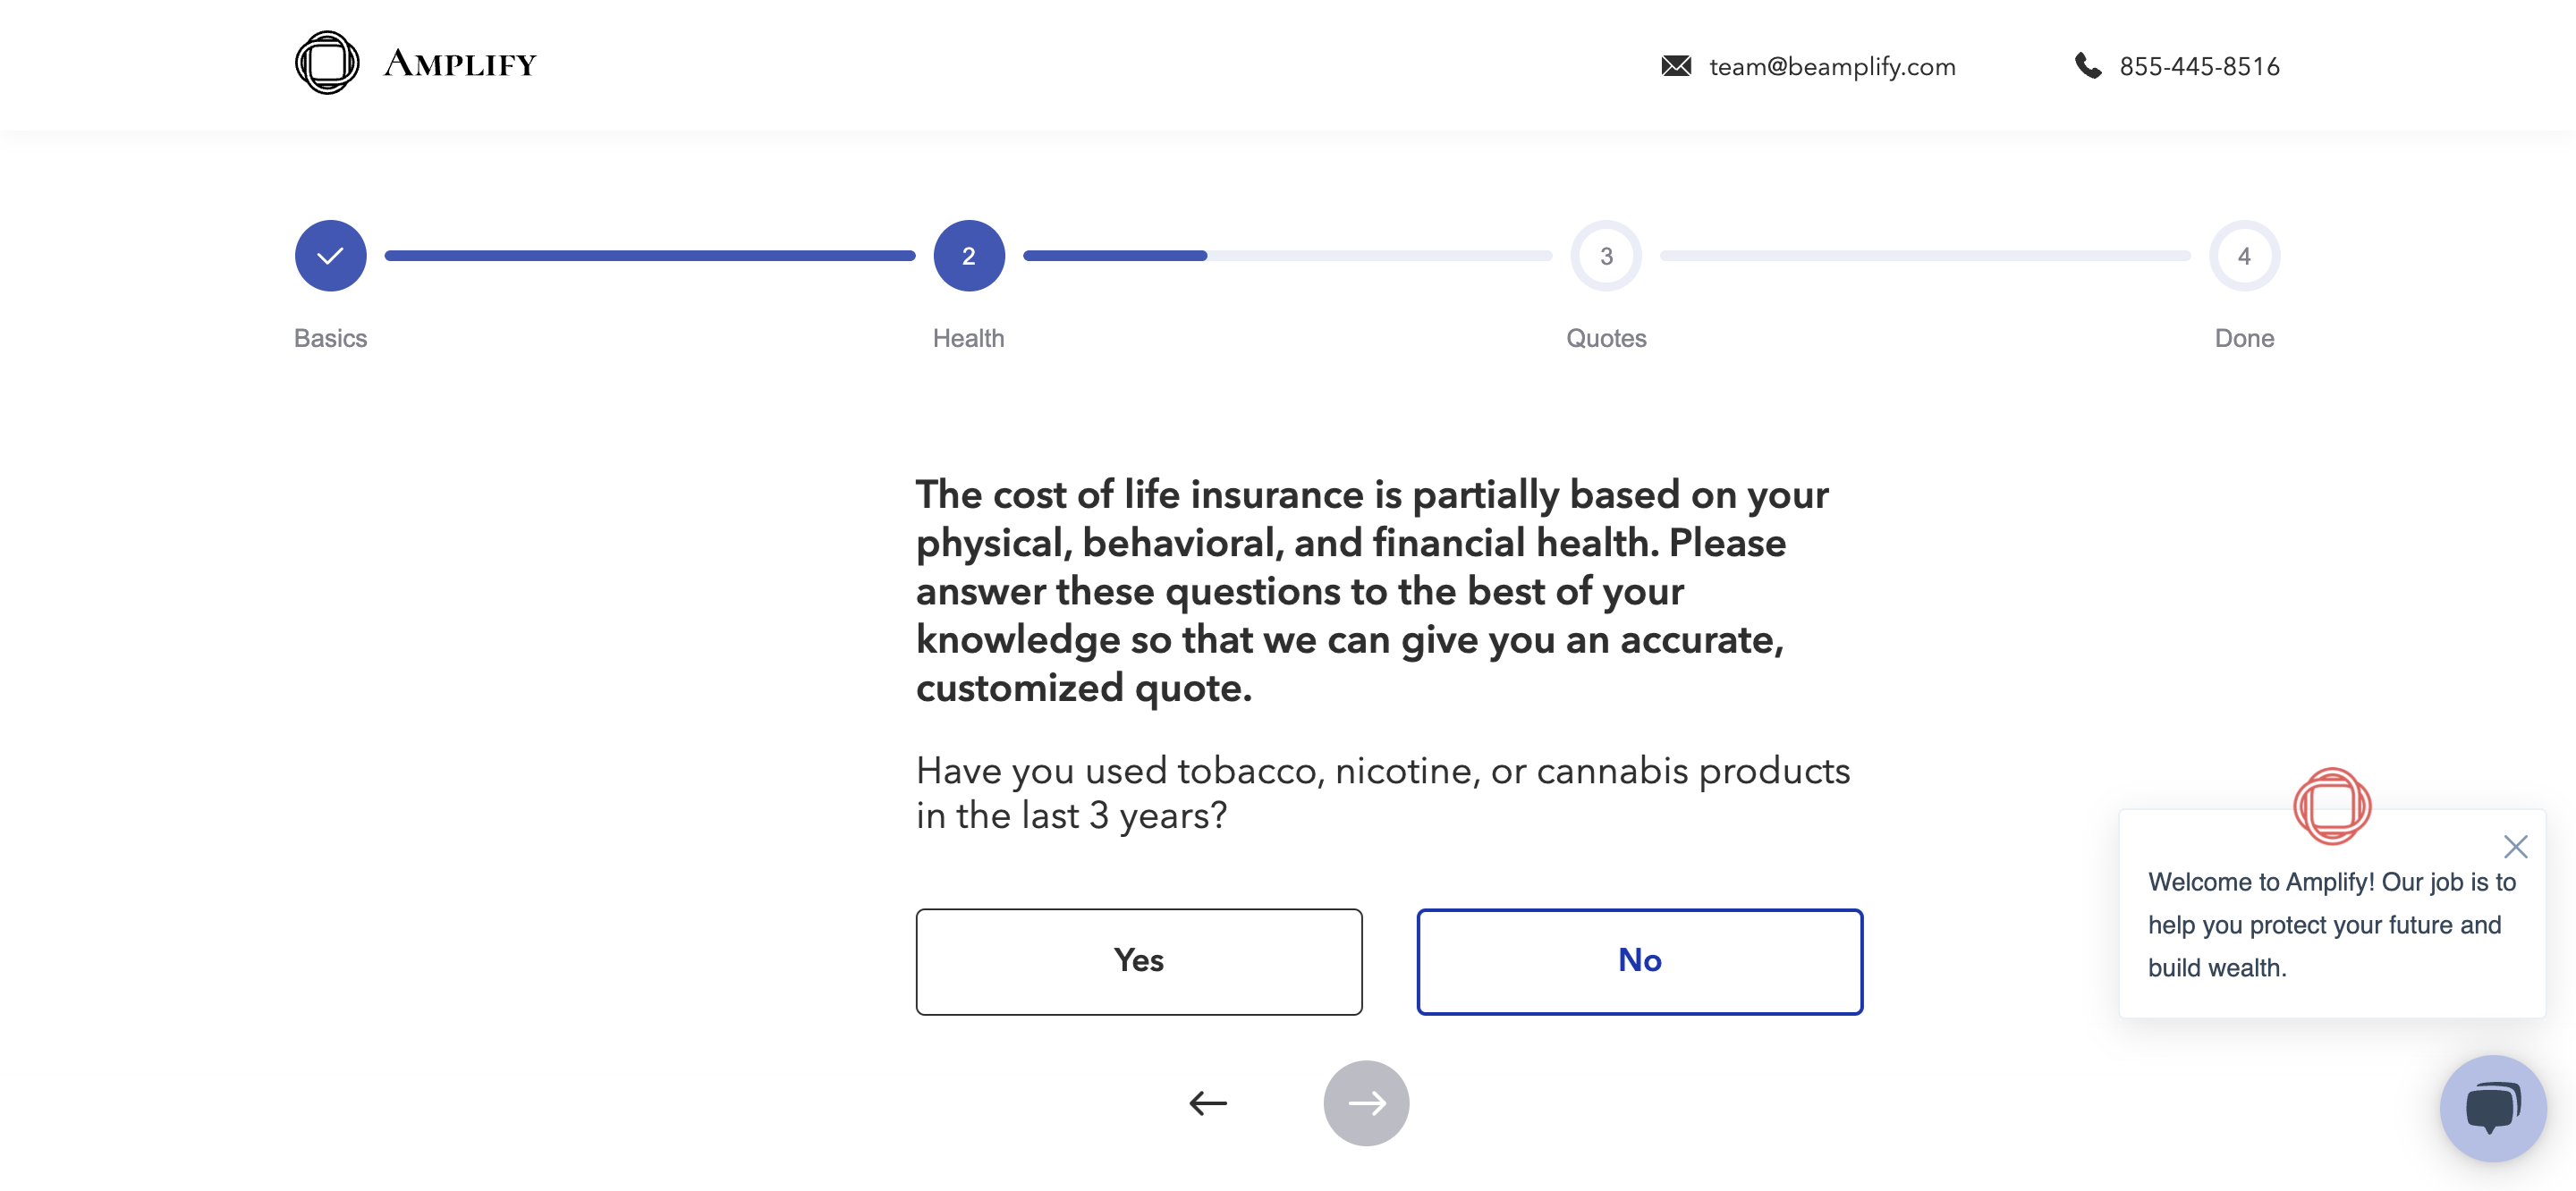 AMPLIFY
team@beamplify.com
855-445-8516
2
3
4
Basics
Health
Quotes
Done
The cost of life insurance is partially based on your
physical, behavioral, and financial health. Please
answer these questions to the best of your
knowledge so that we can give you an accurate,
customized quote.
Have you used tobacco, nicotine, or cannabis products
in the last 3 years?
Yes
No
Welcome to Amplify! Our job is to
help you protect your future and
build wealth.